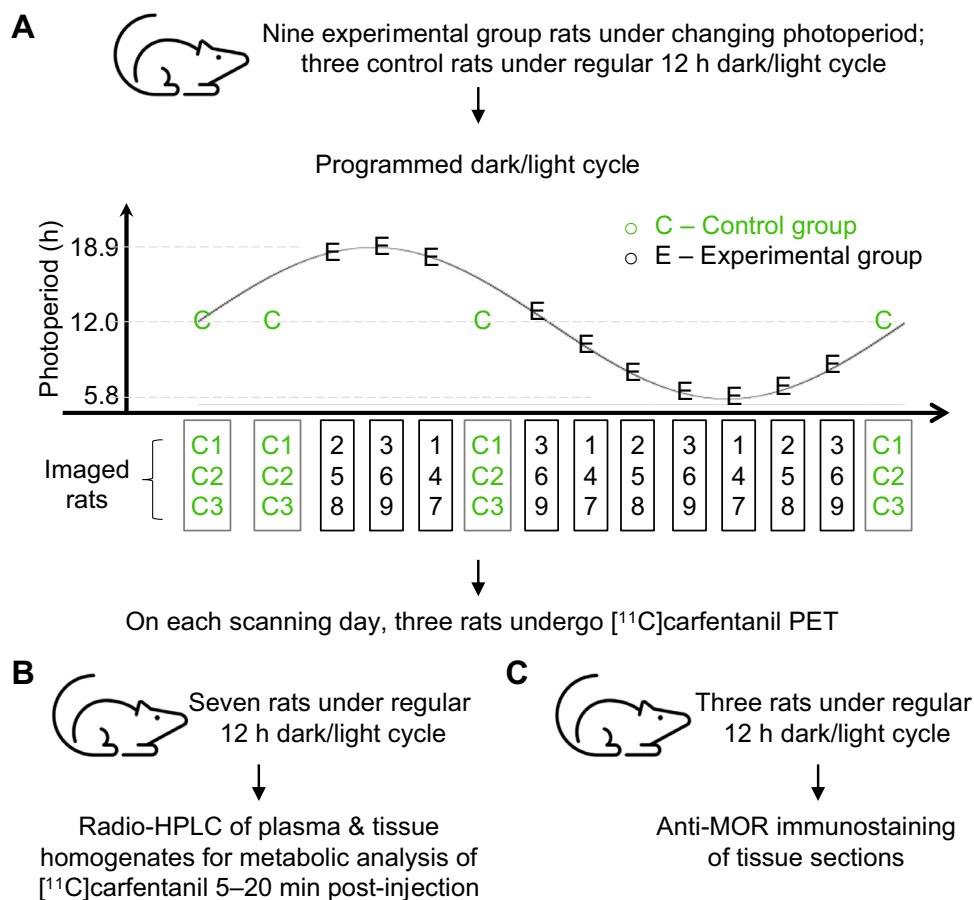 A
Nine experimental group rats under changing photoperiod;
three control rats under regular 12 h dark/light cycle
Programmed dark/light cycle
Photoperiod (h)
18.9
12.0
5.8
C – Control group
E – Experimental group
C C E E E C E E E E E E E C
Imaged
rats
C1 C1 2 3 1 C1 3 1 2 3 1 2 3 C1
C2 C2 5 6 4 C2 6 4 5 6 4 5 6 C2
C3 C3 8 9 7 C3 9 7 8 9 7 8 9 C3
On each scanning day, three rats undergo [¹¹C]carfentanil PET
B
Seven rats under regular
12 h dark/light cycle
Radio-HPLC of plasma & tissue
homogenates for metabolic analysis of
[¹¹C]carfentanil 5–20 min post-injection
C
Three rats under regular
12 h dark/light cycle
Anti-MOR immunostaining
of tissue sections